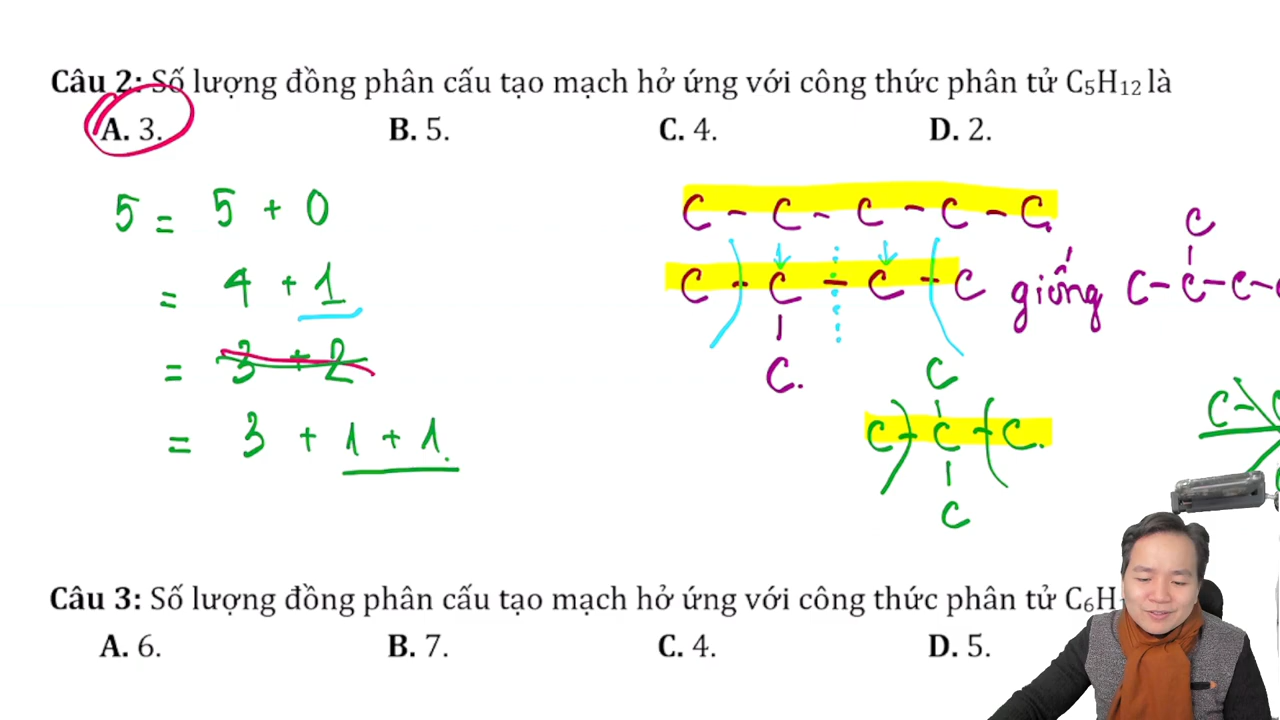 Câu 2: Số lượng đồng phân cấu tạo mạch hở ứng với công thức phân tử C₅H₁₂ là
A. 3. B. 5. C. 4. D. 2.
5 = 5 + 0
= 4 + 1
= 3 + 2
= 3 + 1 + 1.
C - C - C - C - C.
C
C - C - C - C giống C - C - C - C
C.
C
C - C - C.
C
C - C
Câu 3: Số lượng đồng phân cấu tạo mạch hở ứng với công thức phân tử C₆H
A. 6. B. 7. C. 4. D. 5.